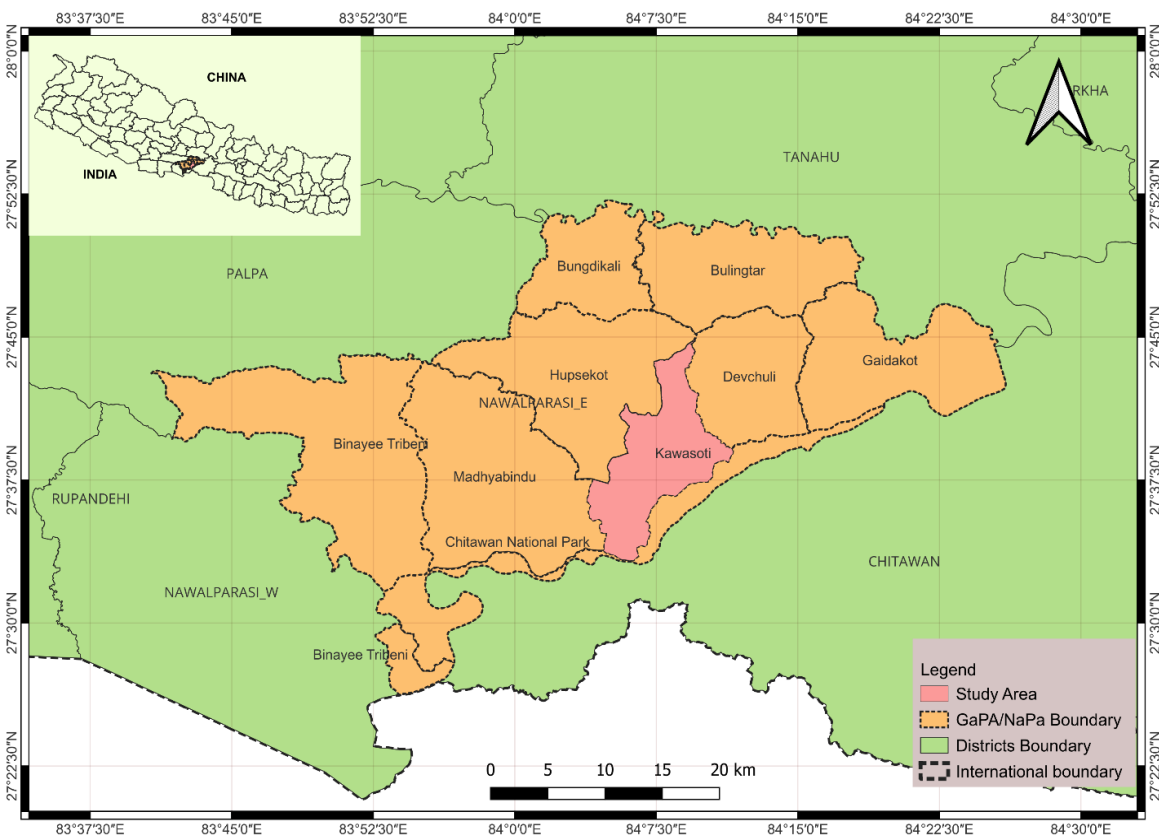 83°37'30"E 83°45'0"E 83°52'30"E 84°0'0"E 84°7'30"E 84°15'0"E 84°22'30"E 84°30'0"E
28°0'0"N 28°0'0"N
CHINA
INDIA
RKHA
TANAHU
27°52'30"N 27°52'30"N
PALPA
Bungdikali
Bulingtar
27°45'0"N 27°45'0"N
Gaidakot
Hupsekot
Devchuli
NAWALPARASI_E
Binayee Tribeni
Kawasoti
Madhyabindu
27°37'30"N 27°37'30"N
RUPANDEHI
Chitawan National Park
CHITAWAN
NAWALPARASI_W
27°30'0"N 27°30'0"N
Binayee Tribeni
Legend
Study Area
GaPA/NaPa Boundary
Districts Boundary
International boundary
27°22'30"N 27°22'30"N
0 5 10 15 20 km
83°37'30"E 83°45'0"E 83°52'30"E 84°0'0"E 84°7'30"E 84°15'0"E 84°22'30"E 84°30'0"E